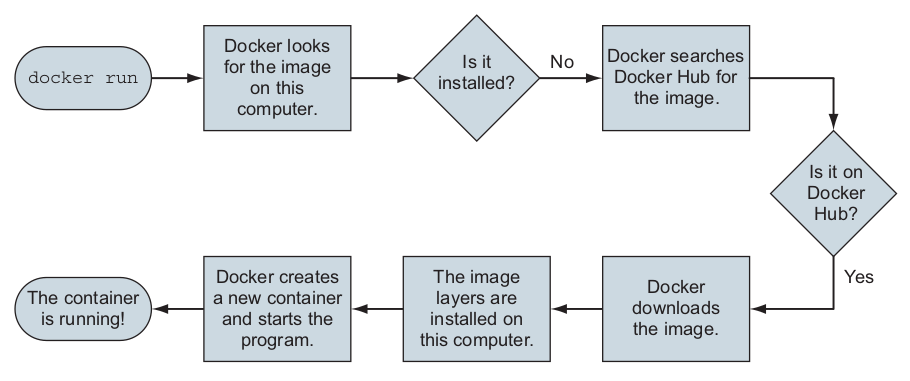 docker run
Docker looks
for the image
on this
computer.
Is it
installed?
No
Docker searches
Docker Hub for
the image.
Is it on
Docker
Hub?
Yes
Docker
downloads
the image.
The image
layers are
installed on
this computer.
Docker creates
a new container
and starts the
program.
The container
is running!